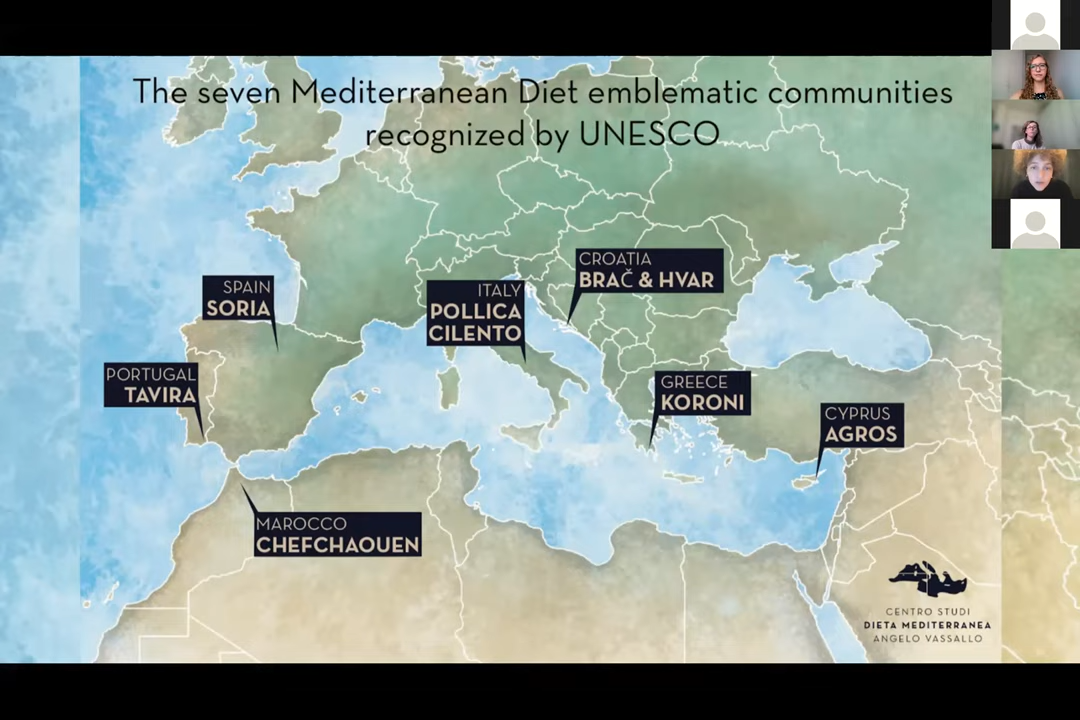 The seven Mediterranean Diet emblematic communities
recognized by UNESCO
CROATIA
BRAČ & HVAR
SPAIN
SORIA
ITALY
POLLICA
CILENTO
PORTUGAL
TAVIRA
GREECE
KORONI
CYPRUS
AGROS
MAROCCO
CHEFCHAOUEN
CENTRO STUDI
DIETA MEDITERRANEA
ANGELO VASSALLO